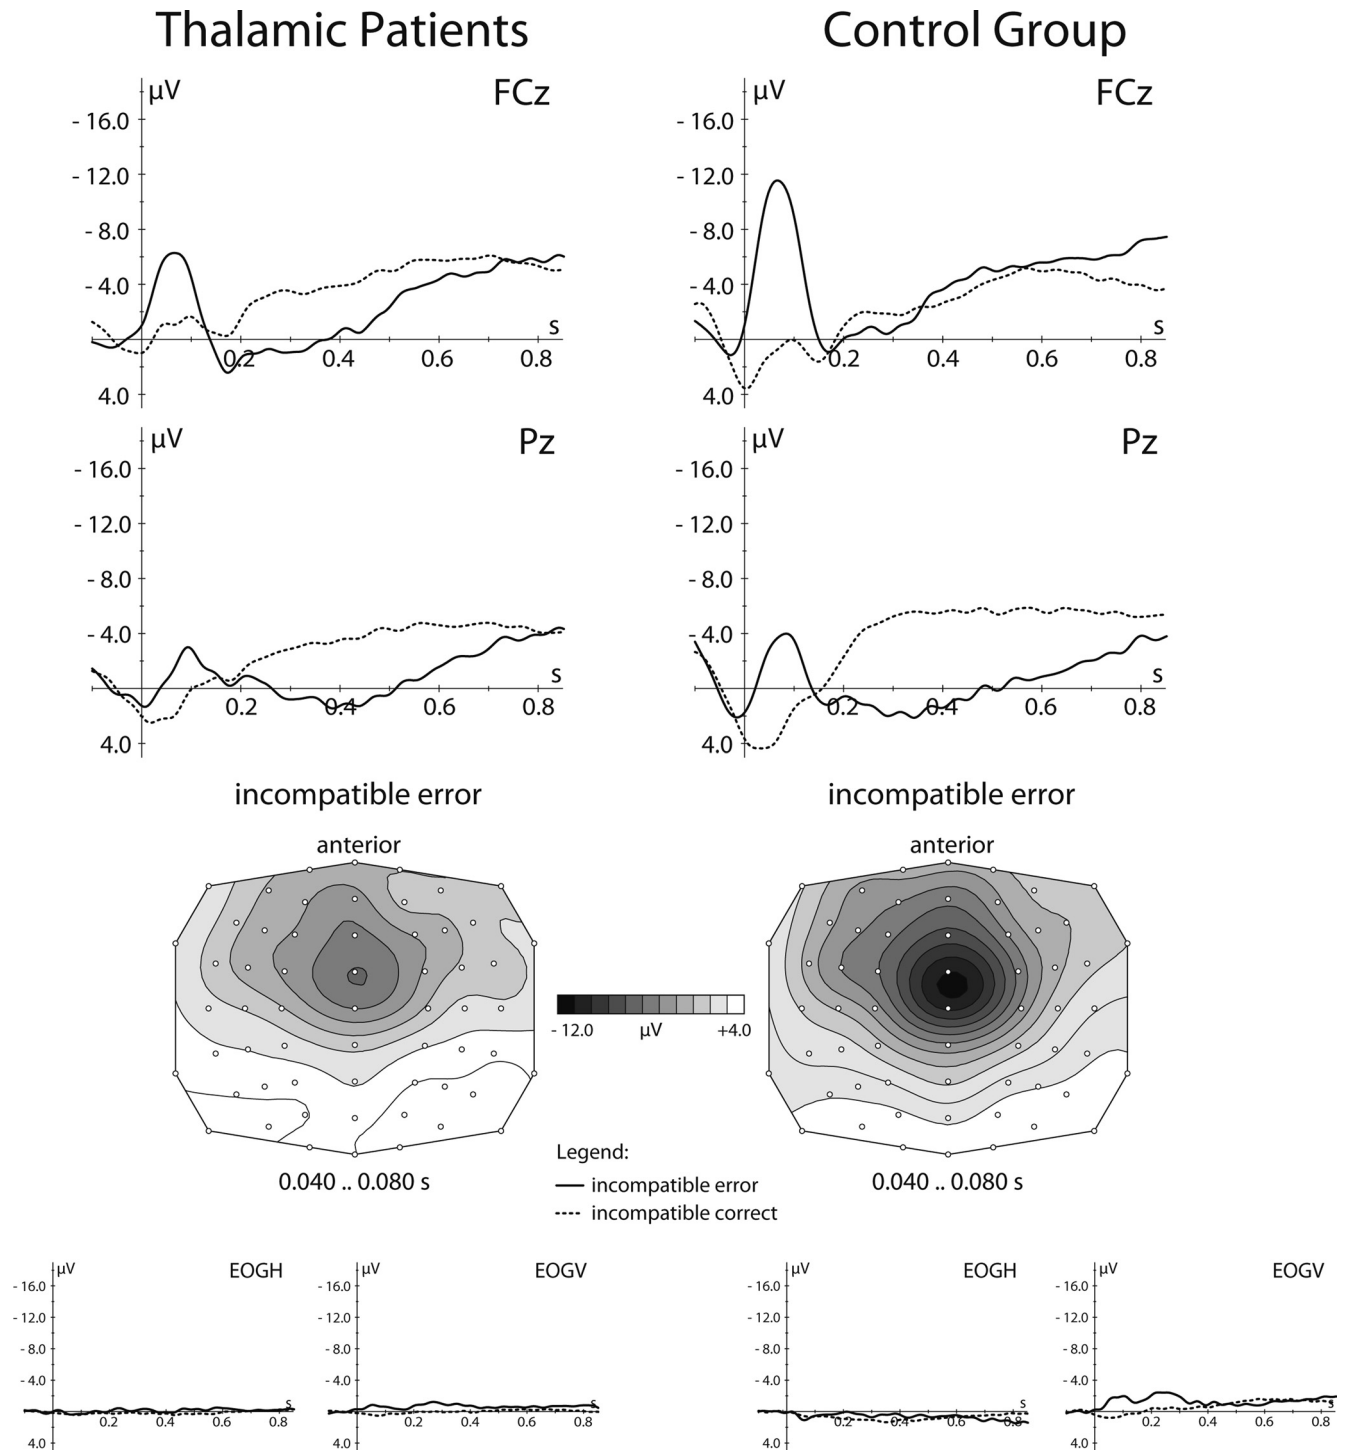 Thalamic Patients Control Group
µV FCz µV FCz
- 16.0 - 16.0
- 12.0 - 12.0
- 8.0 - 8.0
- 4.0 - 4.0
s s
0.2 0.4 0.6 0.8 0.2 0.4 0.6 0.8
4.0 4.0
µV Pz µV Pz
- 16.0 - 16.0
- 12.0 - 12.0
- 8.0 - 8.0
- 4.0 - 4.0
s s
0.2 0.4 0.6 0.8 0.2 0.4 0.6 0.8
4.0 4.0
incompatible error incompatible error
anterior anterior
- 12.0 µV +4.0
Legend:
0.040 .. 0.080 s 0.040 .. 0.080 s
incompatible error
incompatible correct
µV EOGH µV EOGV µV EOGH µV EOGV
- 16.0 - 16.0 - 16.0 - 16.0
- 12.0 - 12.0 - 12.0 - 12.0
- 8.0 - 8.0 - 8.0 - 8.0
- 4.0 - 4.0 - 4.0 - 4.0
s s s s
0.2 0.4 0.6 0.8 0.2 0.4 0.6 0.8 0.2 0.4 0.6 0.8 0.2 0.4 0.6 0.8
4.0 4.0 4.0 4.0